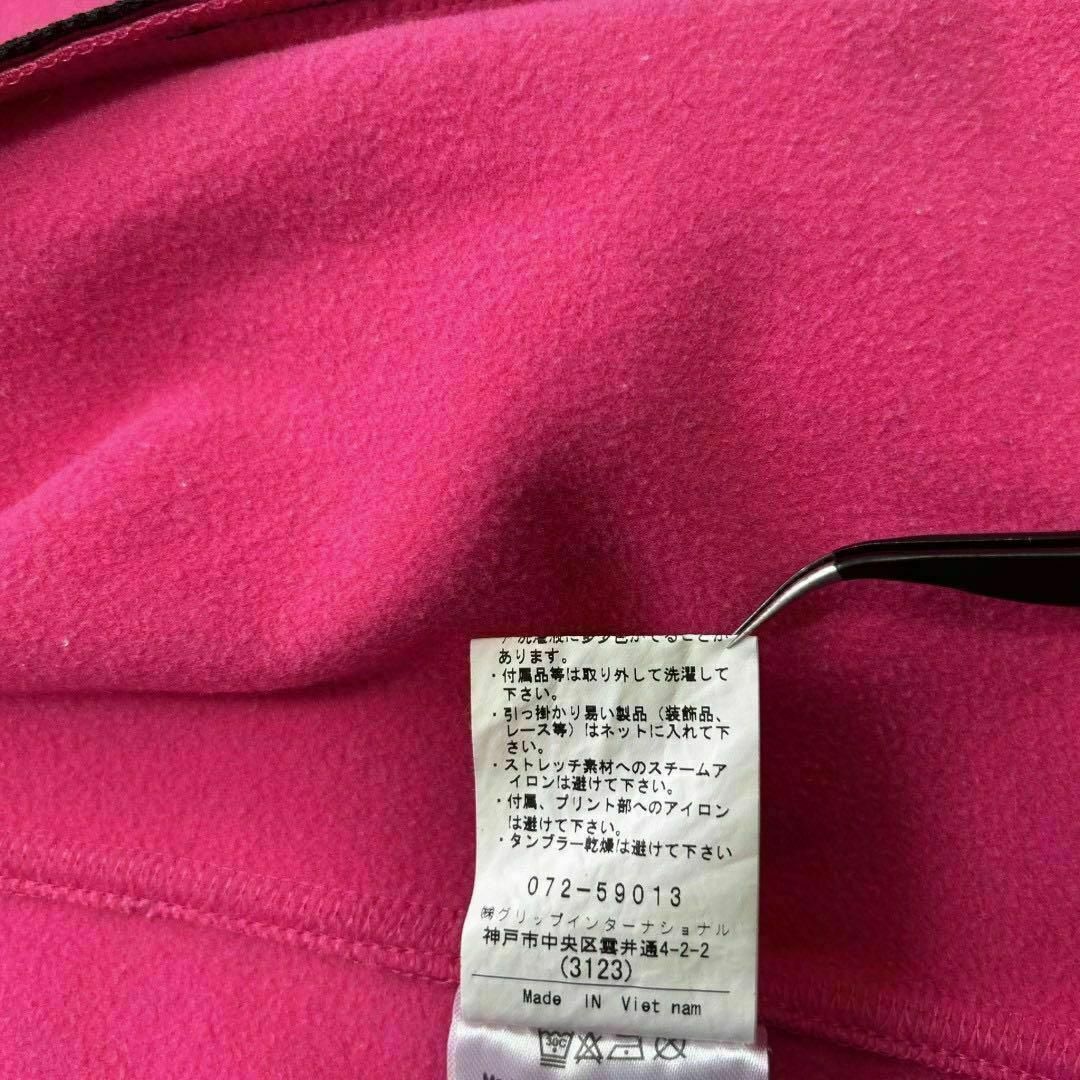 あります。
・付属品等は取り外して洗濯して
下さい。
・引っ掛かり易い製品(装飾品、
レース等)はネットに入れて下
さい。
・ストレッチ素材へのスチームア
イロンは避けて下さい。
・付属、プリント部へのアイロン
は避けて下さい。
・タンブラー乾燥は避けて下さい
072-59013
㈱グリップインターナショナル
神戸市中央区雲井通4-2-2
(3123)
Made IN Viet nam
30C